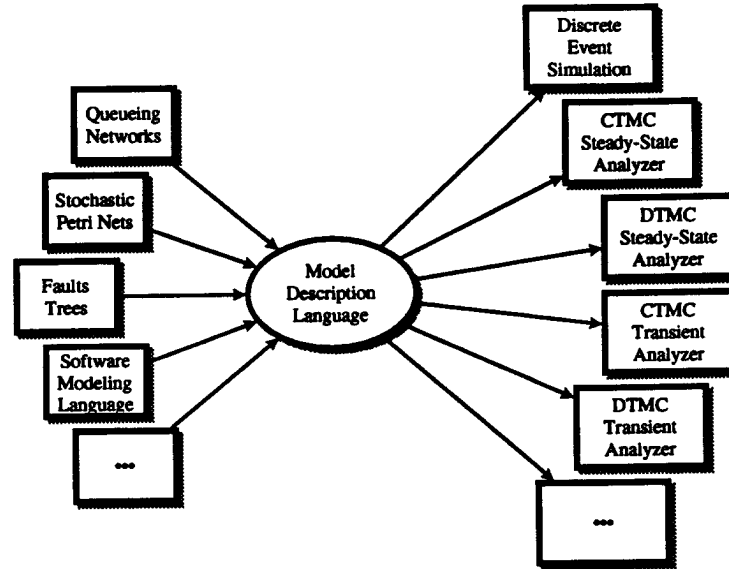 Queueing
Networks
Stochastic
Petri Nets
Faults
Trees
Software
Modeling
Language
•••
Model
Description
Language
Discrete
Event
Simulation
CTMC
Steady-State
Analyzer
DTMC
Steady-State
Analyzer
CTMC
Transient
Analyzer
DTMC
Transient
Analyzer
•••